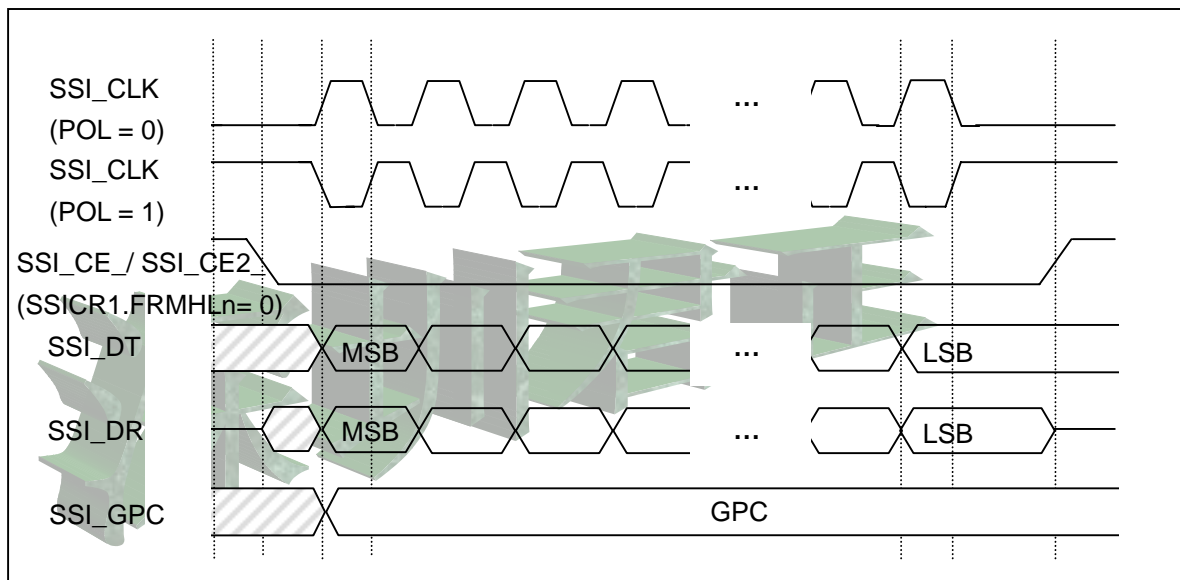 SSI_CLK
(POL = 0)
...
SSI_CLK
(POL = 1)
...
SSI_CE_/ SSI_CE2_
(SSICR1.FRMHLn= 0)
SSI_DT
MSB
...
LSB
SSI_DR
MSB
...
LSB
SSI_GPC
GPC